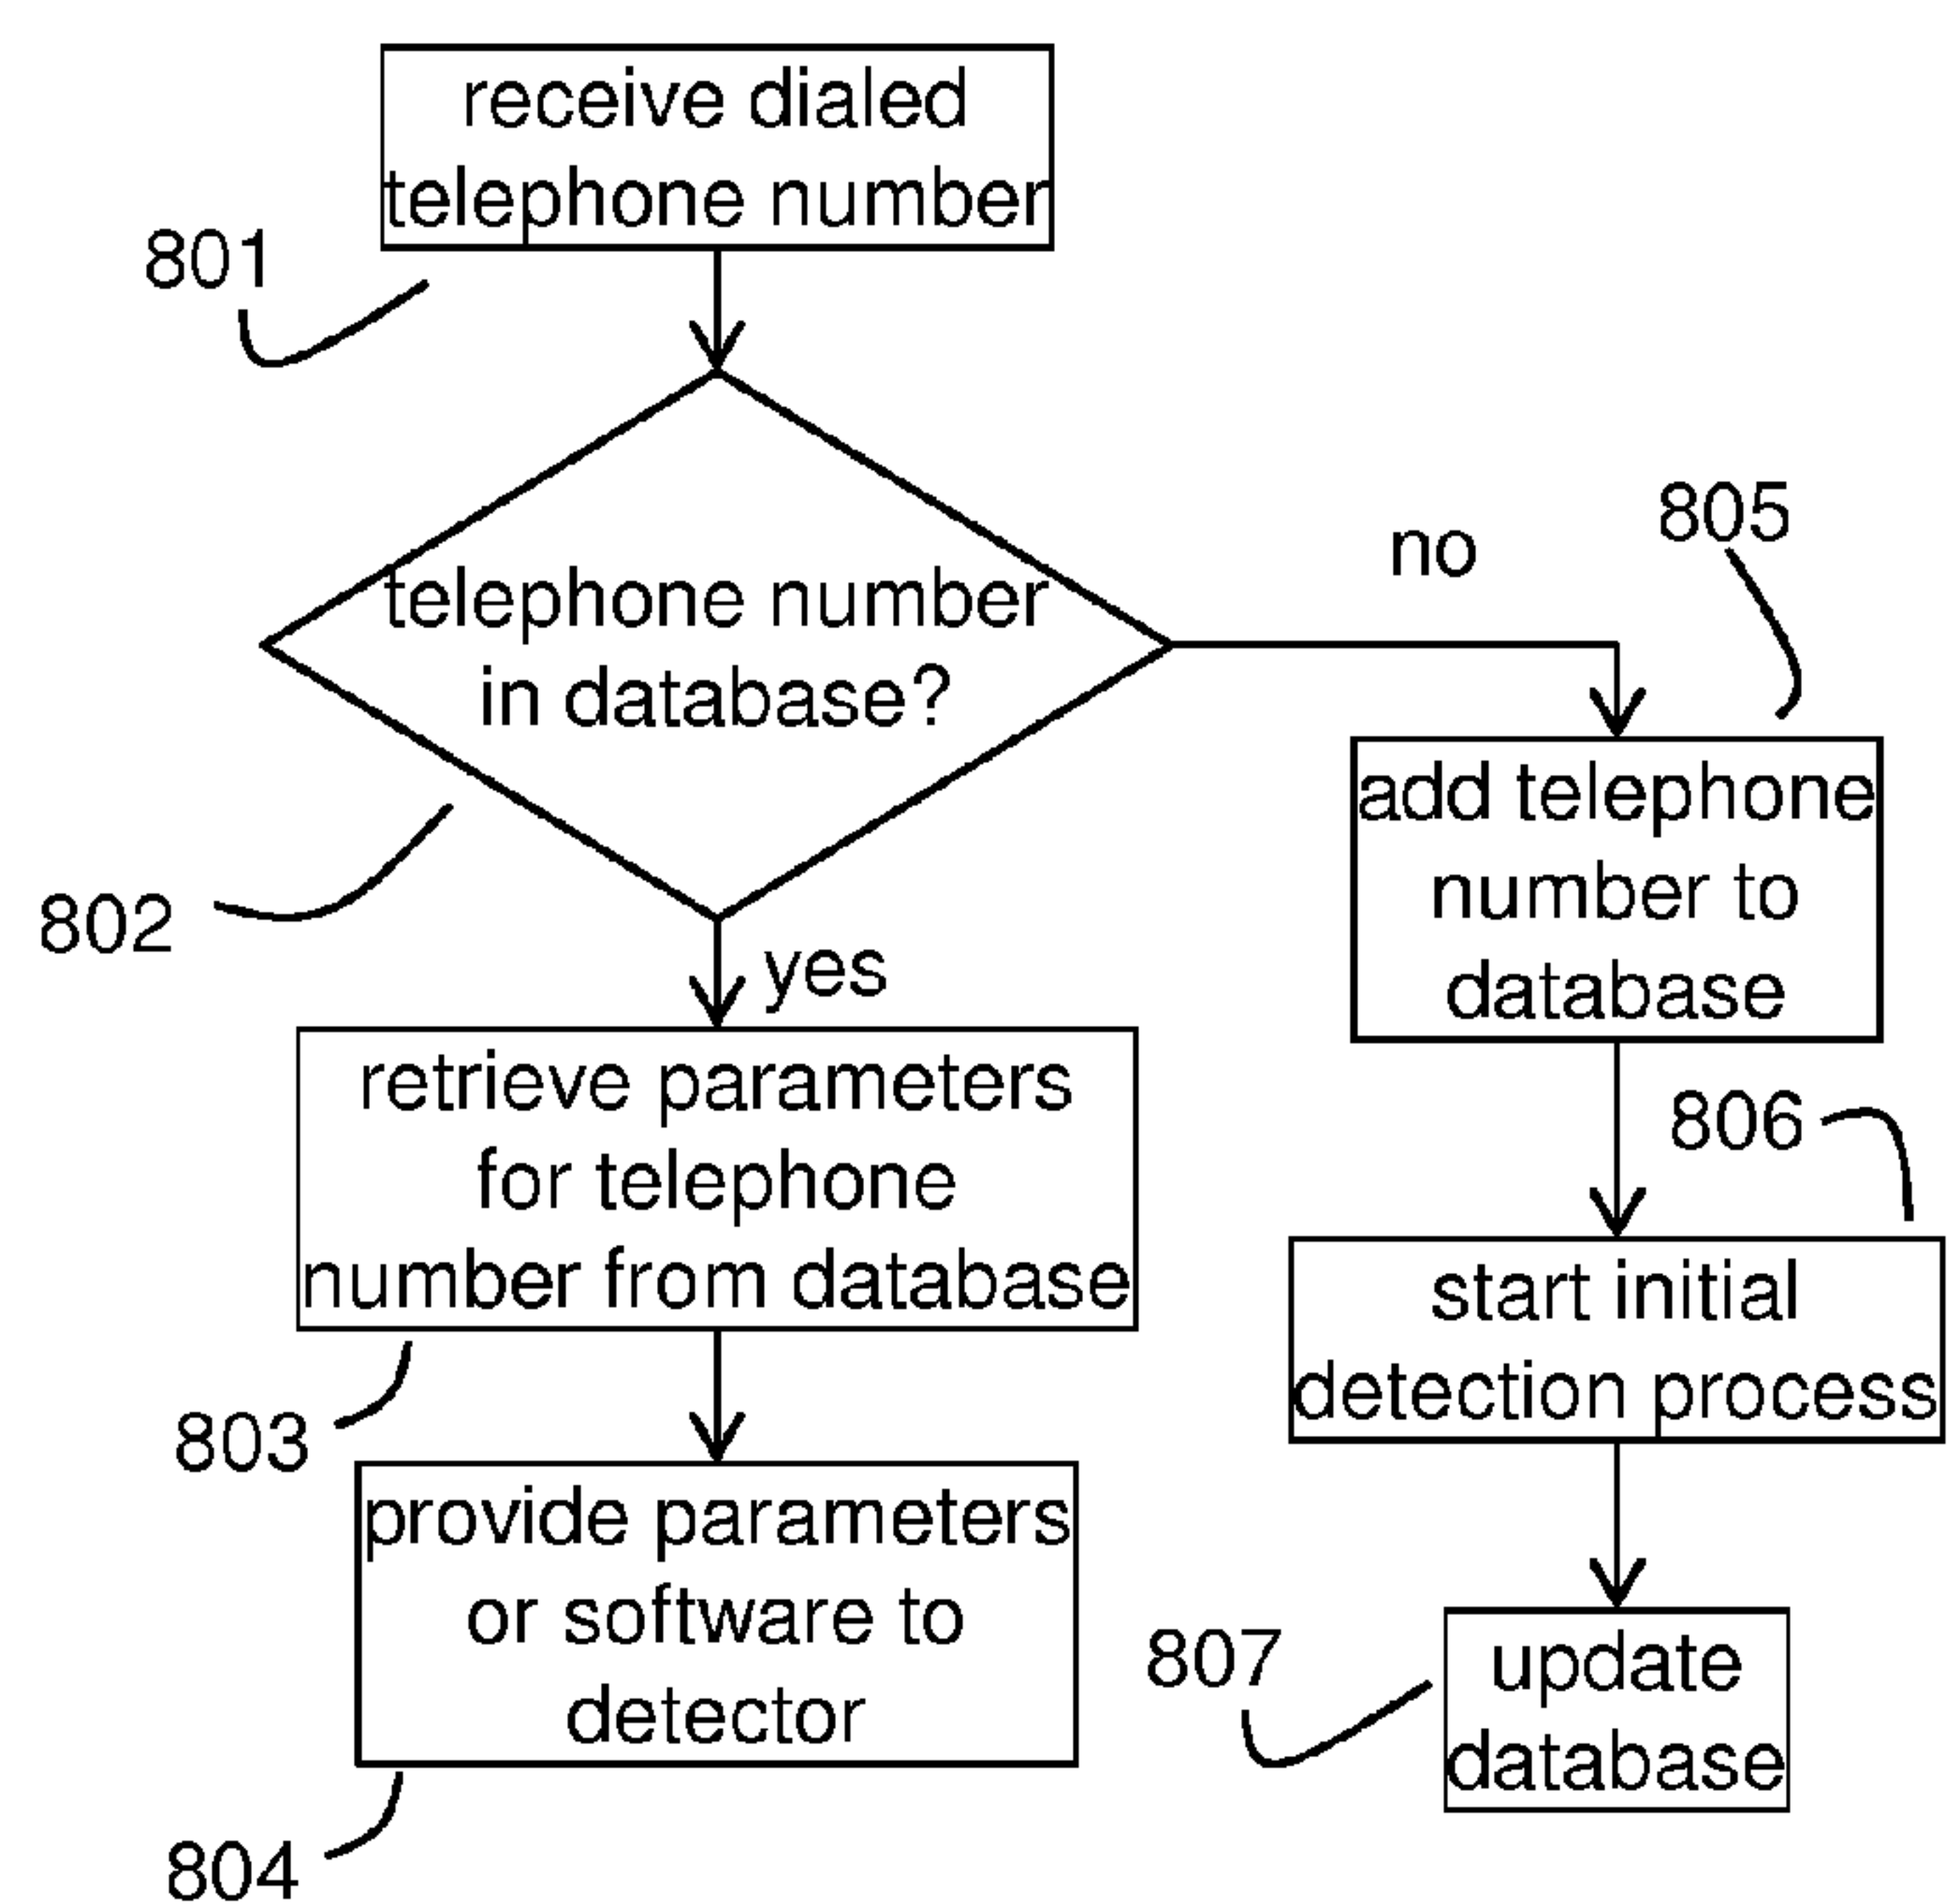 receive dialed
telephone number
801
telephone number
in database?
802
no
805
yes
add telephone
number to
database
retrieve parameters
for telephone
number from database
803
806
start initial
detection process
provide parameters
or software to
detector
804
807
update
database